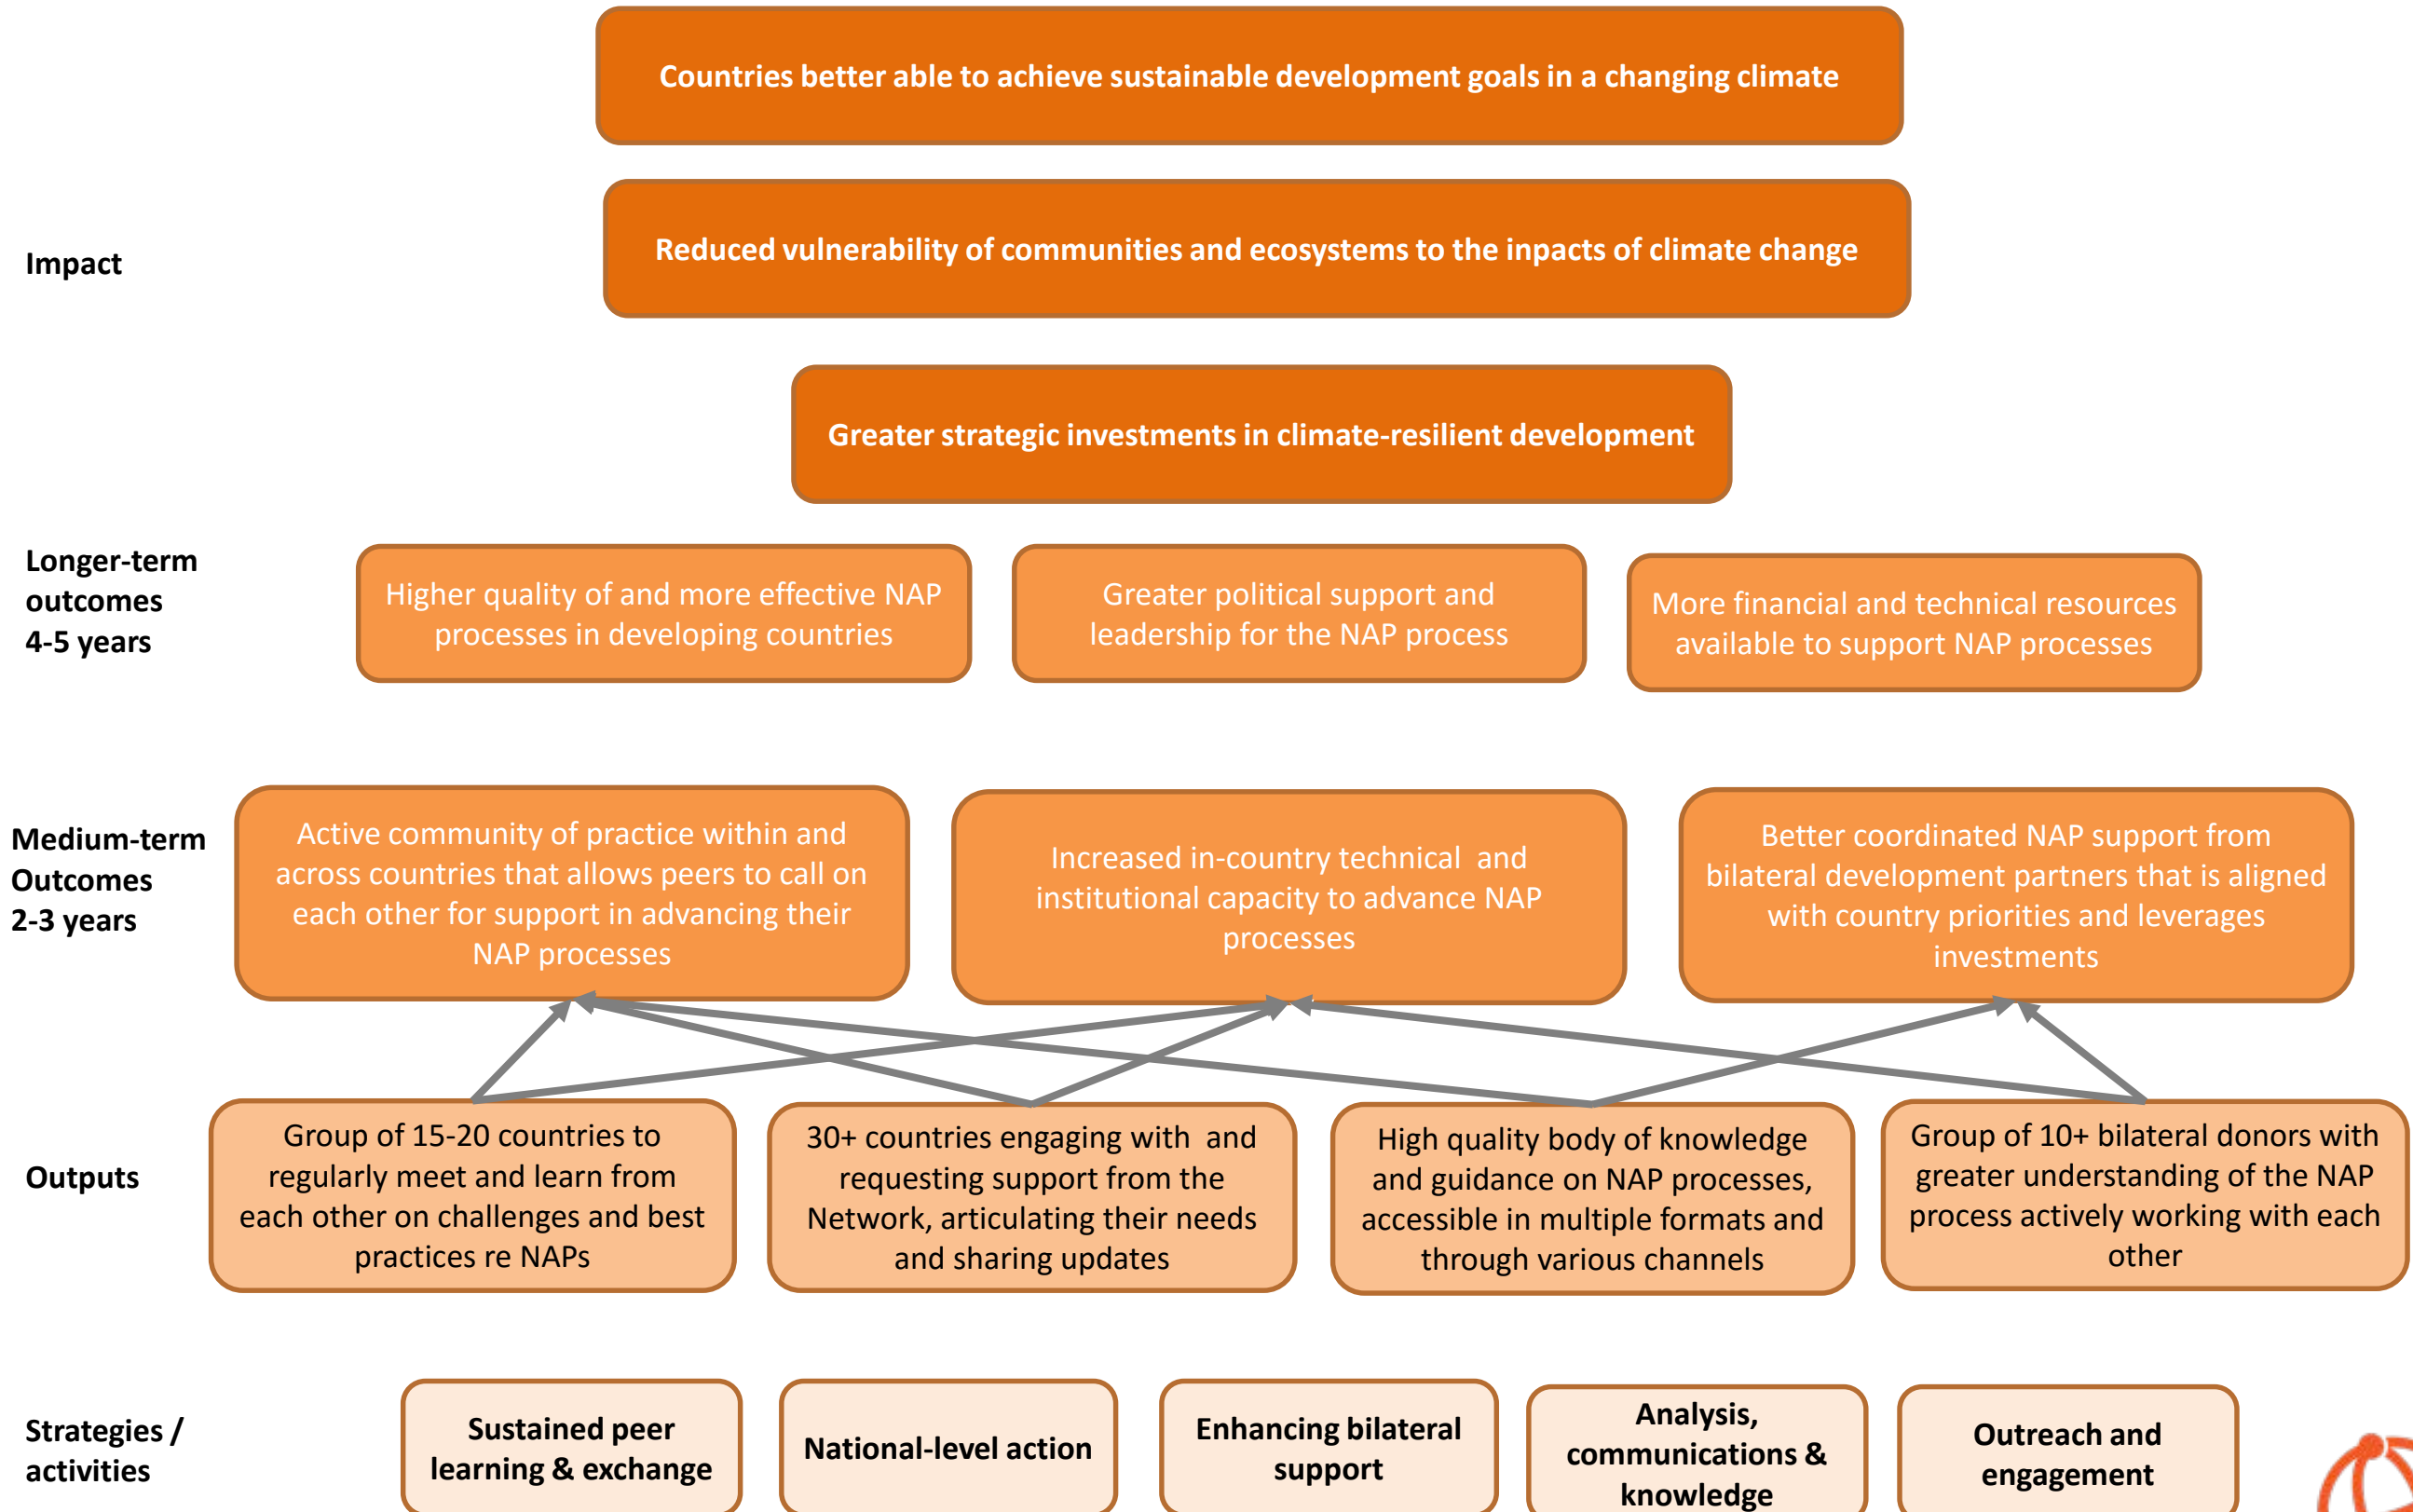 Countries better able to achieve sustainable development goals in a changing climate
Impact
Reduced vulnerability of communities and ecosystems to the inpacts of climate change
Greater strategic investments in climate-resilient development
Longer-term
outcomes
4-5 years
Higher quality of and more effective NAP
processes in developing countries
Greater political support and
leadership for the NAP process
More financial and technical resources
available to support NAP processes
Medium-term
Outcomes
2-3 years
Active community of practice within and
across countries that allows peers to call on
each other for support in advancing their
NAP processes
Increased in-country technical and
institutional capacity to advance NAP
processes
Better coordinated NAP support from
bilateral development partners that is aligned
with country priorities and leverages
investments
Outputs
Group of 15-20 countries to
regularly meet and learn from
each other on challenges and best
practices re NAPs
30+ countries engaging with and
requesting support from the
Network, articulating their needs
and sharing updates
High quality body of knowledge
and guidance on NAP processes,
accessible in multiple formats and
through various channels
Group of 10+ bilateral donors with
greater understanding of the NAP
process actively working with each
other
Strategies /
activities
Sustained peer
learning & exchange
National-level action
Enhancing bilateral
support
Analysis,
communications &
knowledge
Outreach and
engagement